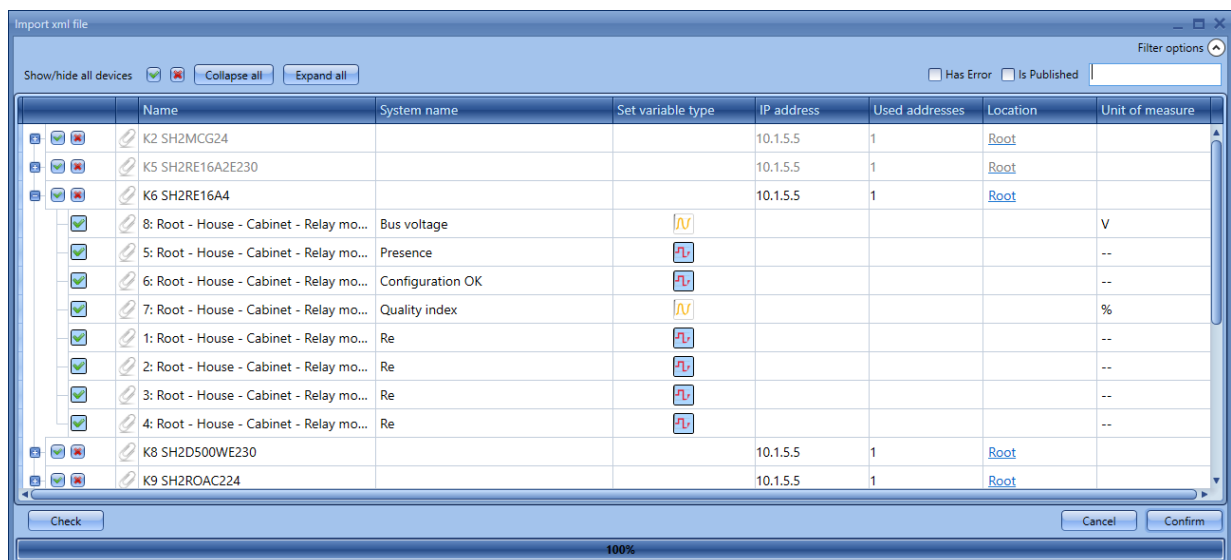 Import xml file
Filter options
Show/hide all devices Collapse all Expand all Has Error Is Published
Name System name Set variable type IP address Used addresses Location Unit of measure
K2 SH2MCG24 10.1.5.5 1 Root
K5 SH2RE16A2E230 10.1.5.5 1 Root
K6 SH2RE16A4 10.1.5.5 1 Root
8: Root - House - Cabinet - Relay mo... Bus voltage V
5: Root - House - Cabinet - Relay mo... Presence --
6: Root - House - Cabinet - Relay mo... Configuration OK --
7: Root - House - Cabinet - Relay mo... Quality index %
1: Root - House - Cabinet - Relay mo... Re --
2: Root - House - Cabinet - Relay mo... Re --
3: Root - House - Cabinet - Relay mo... Re --
4: Root - House - Cabinet - Relay mo... Re --
K8 SH2D500WE230 10.1.5.5 1 Root
K9 SH2ROAC224 10.1.5.5 1 Root
Check Cancel Confirm
100%